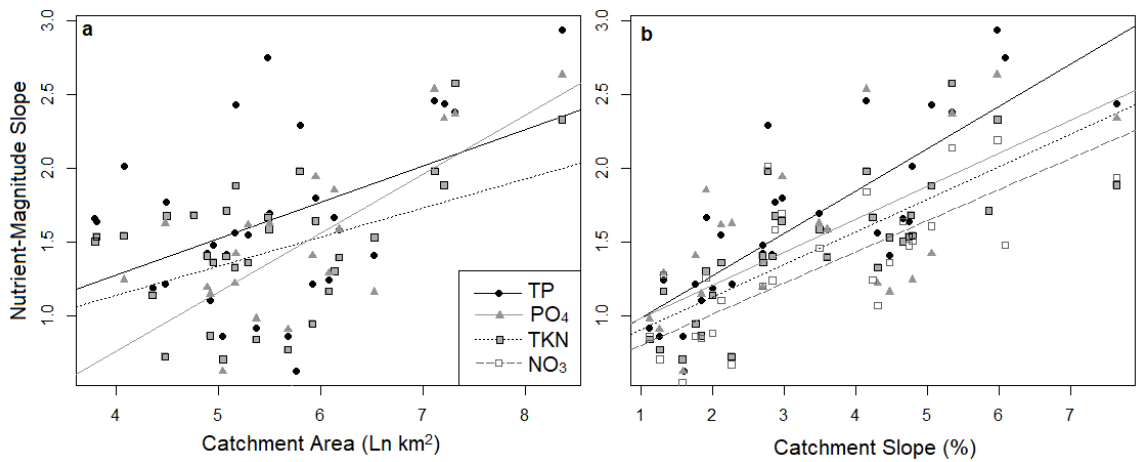 a
b
Nutrient-Magnitude Slope
3.0
2.5
2.0
1.5
1.0
TP
PO4
TKN
NO3
4 5 6 7 8
Catchment Area (Ln km2)
3.0
2.5
2.0
1.5
1.0
1 2 3 4 5 6 7
Catchment Slope (%)